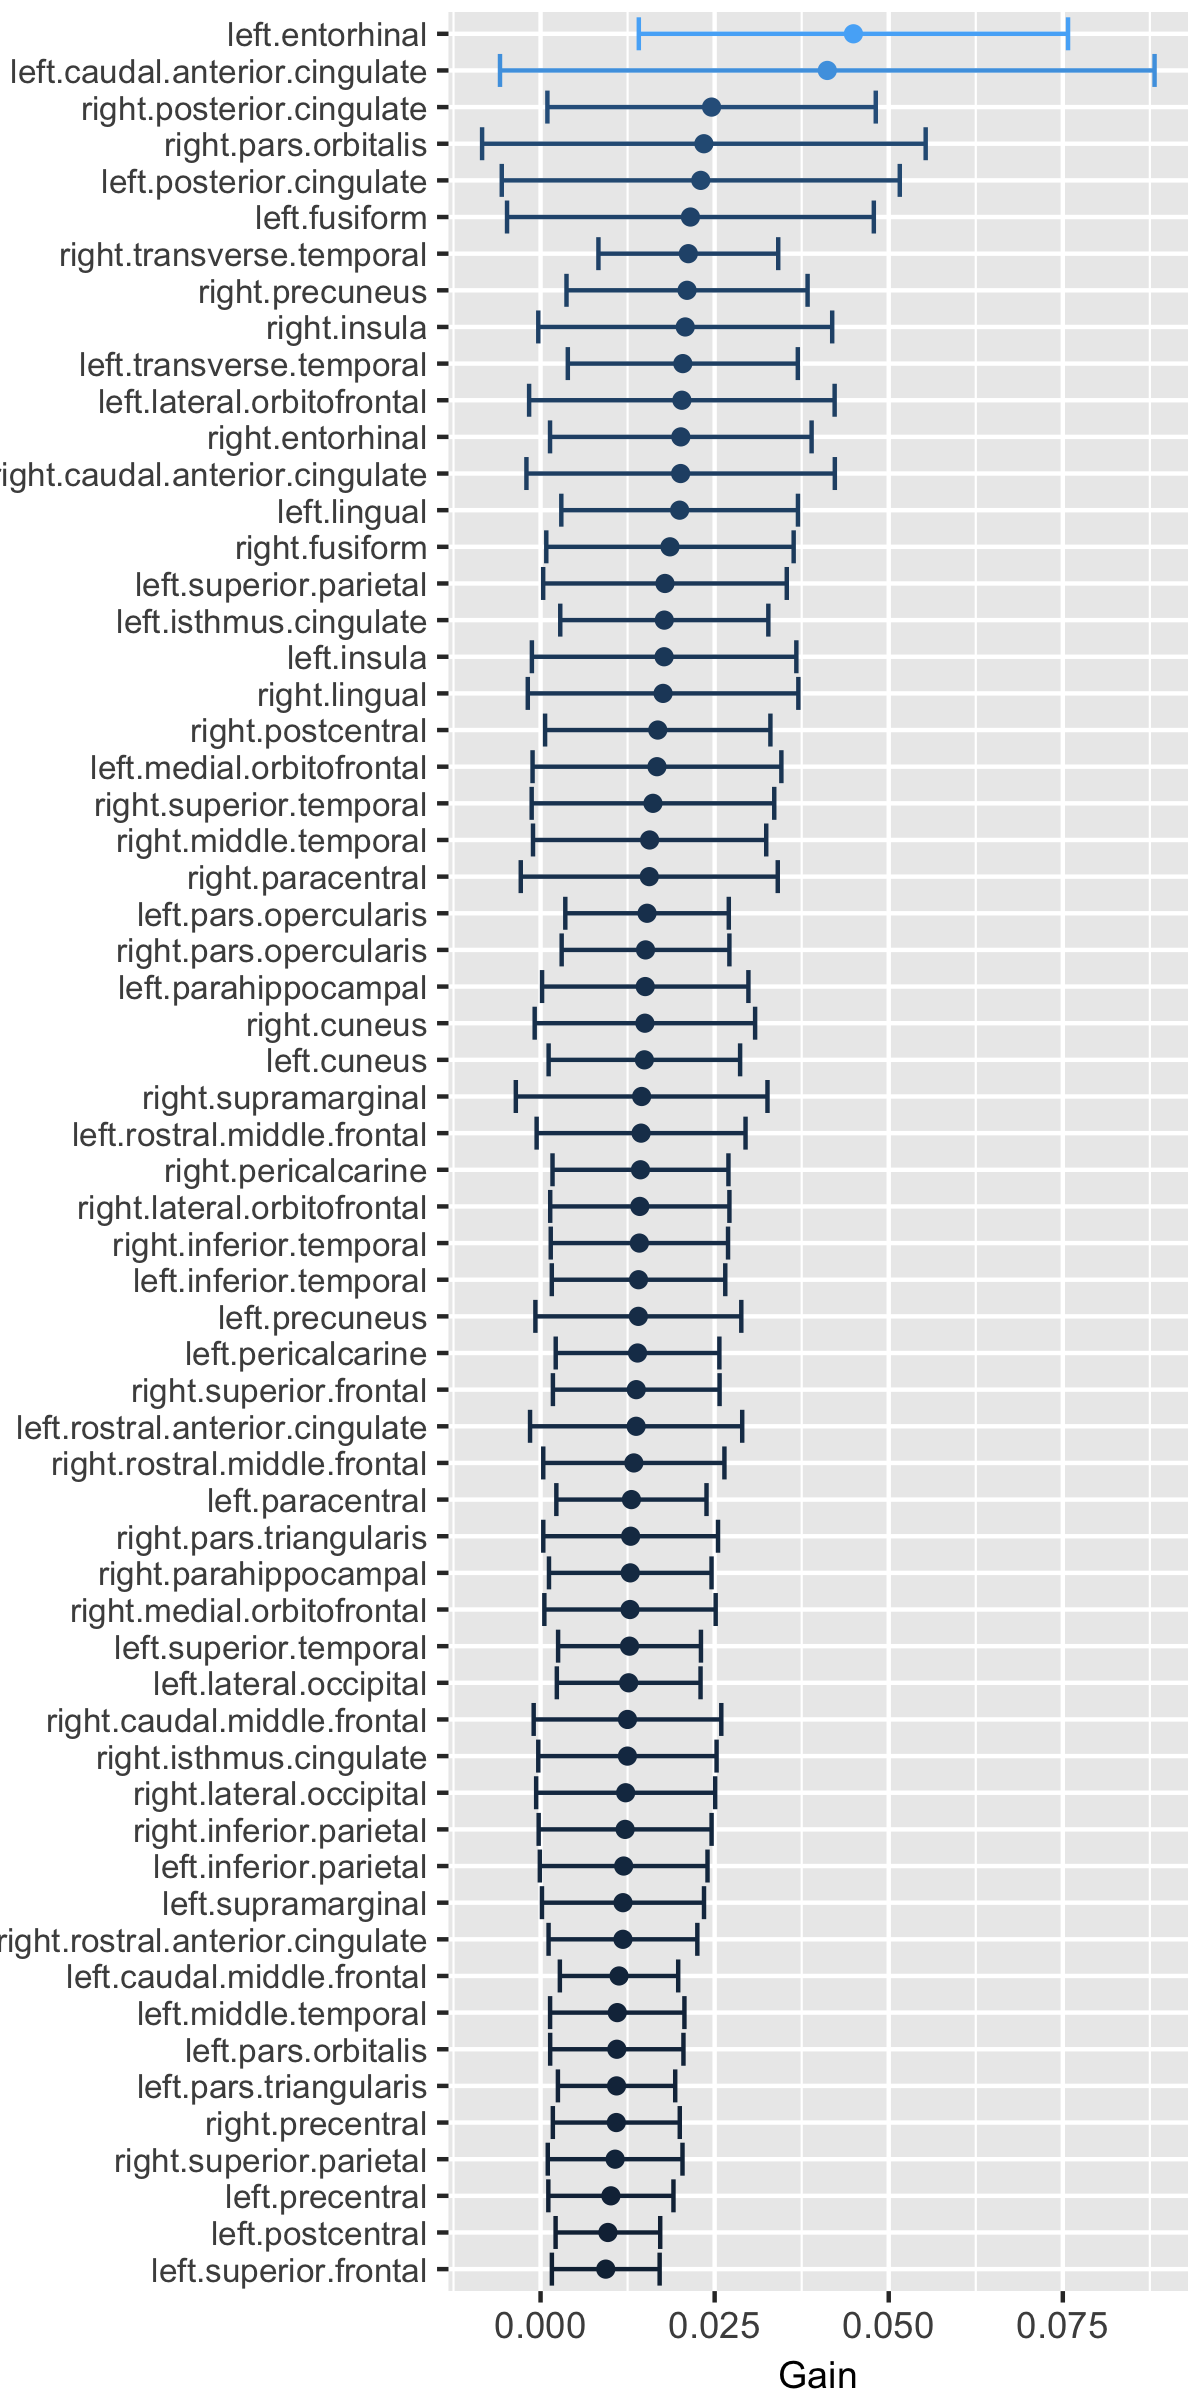 left.entorhinal
left.caudal.anterior.cingulate
right.posterior.cingulate
right.pars.orbitalis
left.posterior.cingulate
left.fusiform
right.transverse.temporal
right.precuneus
right.insula
left.transverse.temporal
left.lateral.orbitofrontal
right.entorhinal
right.caudal.anterior.cingulate
left.lingual
right.fusiform
left.superior.parietal
left.isthmus.cingulate
left.insula
right.lingual
right.postcentral
left.medial.orbitofrontal
right.superior.temporal
right.middle.temporal
right.paracentral
left.pars.opercularis
right.pars.opercularis
left.parahippocampal
right.cuneus
left.cuneus
right.supramarginal
left.rostral.middle.frontal
right.pericalcarine
right.lateral.orbitofrontal
right.inferior.temporal
left.inferior.temporal
left.precuneus
left.pericalcarine
right.superior.frontal
left.rostral.anterior.cingulate
right.rostral.middle.frontal
left.paracentral
right.pars.triangularis
right.parahippocampal
right.medial.orbitofrontal
left.superior.temporal
left.lateral.occipital
right.caudal.middle.frontal
right.isthmus.cingulate
right.lateral.occipital
right.inferior.parietal
left.inferior.parietal
left.supramarginal
right.rostral.anterior.cingulate
left.caudal.middle.frontal
left.middle.temporal
left.pars.orbitalis
left.pars.triangularis
right.precentral
right.superior.parietal
left.precentral
left.postcentral
left.superior.frontal
0.000 0.025 0.050 0.075
Gain